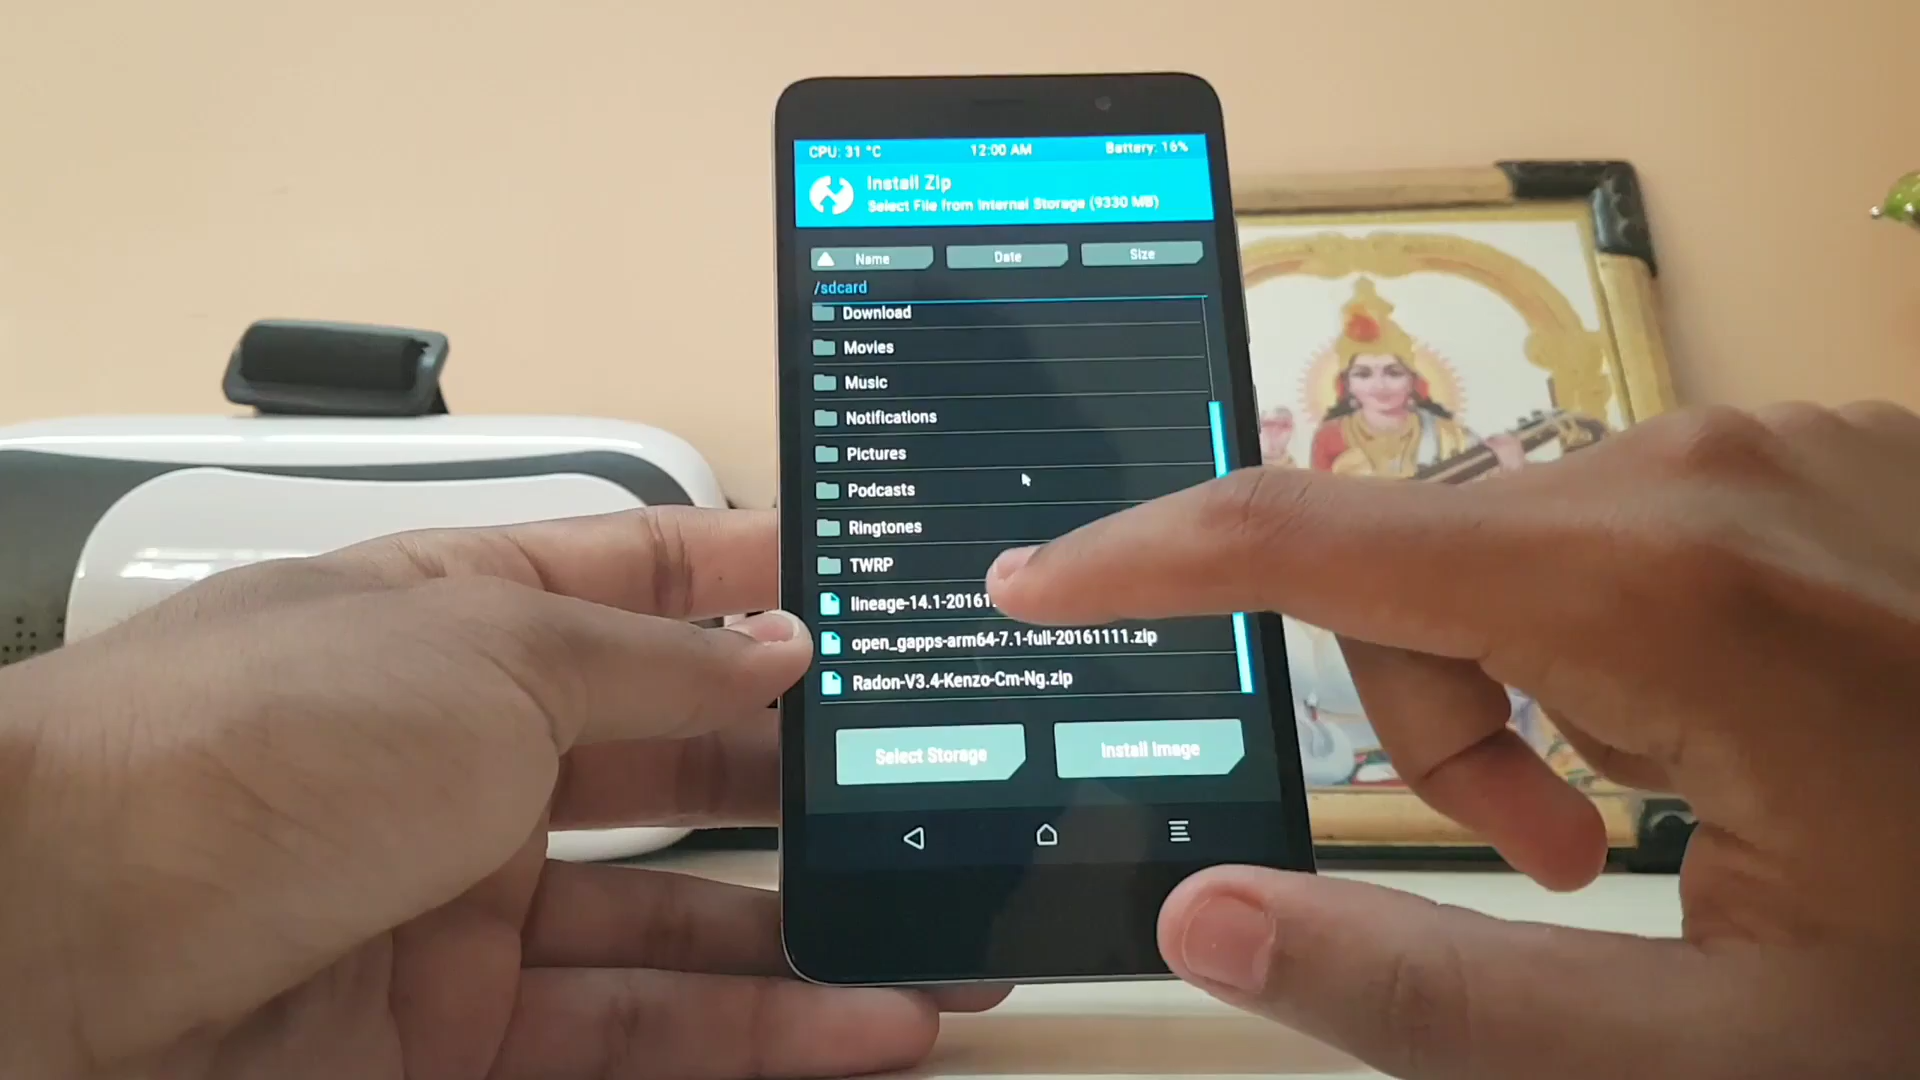 CPU: 31 °C 12:00 AM Battery: 16%
Install Zip
Select File from Internal Storage (9330 MB)
Name Date Size
/sdcard
Download
Movies
Music
Notifications
Pictures
Podcasts
Ringtones
TWRP
lineage-14.1-20161
open_gapps-arm64-7.1-full-20161111.zip
Radon-V3.4-Kenzo-Cm-Ng.zip
Select Storage Install Image